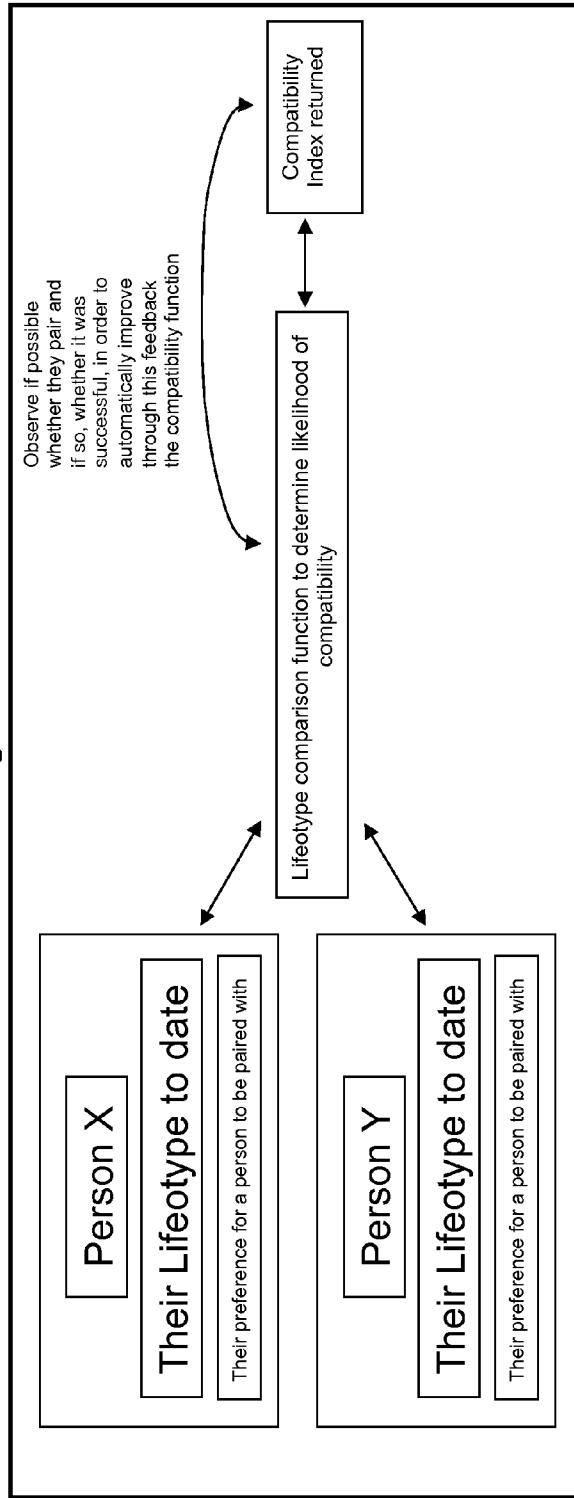 Person X
Their Lifeotype to date
Their preference for a person to be paired with
Person Y
Their Lifeotype to date
Their preference for a person to be paired with
Lifeotype comparison function to determine likelihood of
compatibility
Observe if possible
whether they pair and
if so, whether it was
successful, in order to
automatically improve
through this feedback
the compatibility function
Compatibility
Index returned